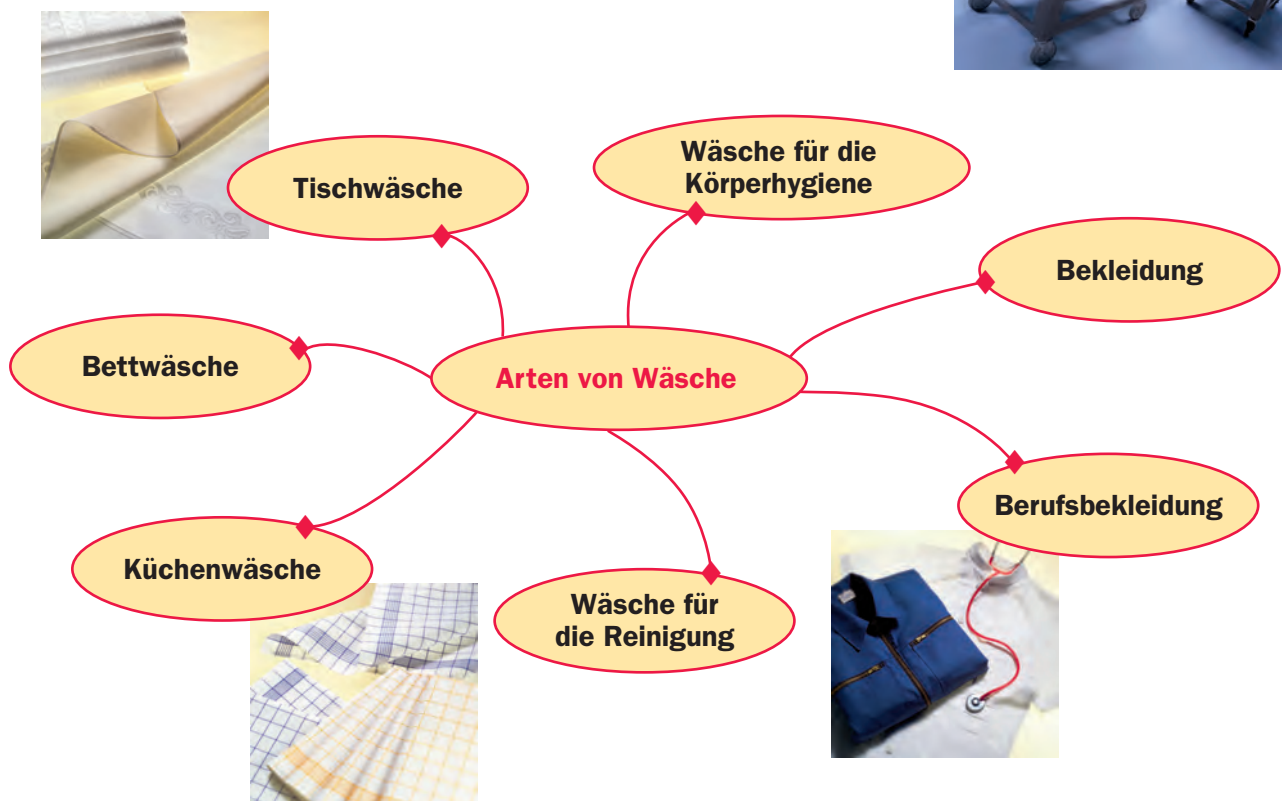 Wäsche für die
Körperhygiene
Tischwäsche
Bekleidung
Bettwäsche
Arten von Wäsche
Berufsbekleidung
Küchenwäsche
Wäsche für
die Reinigung